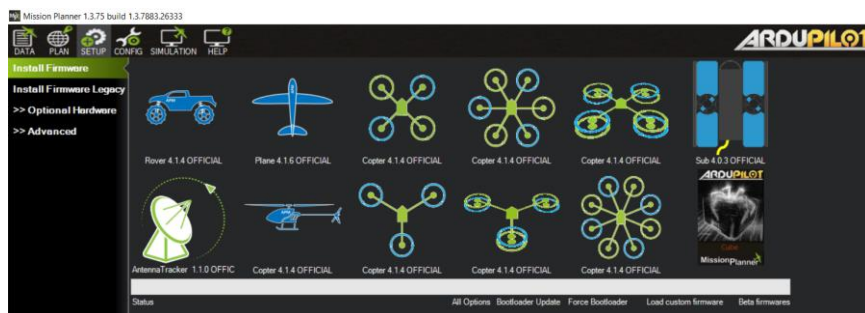 Mission Planner 1.3.75 build 1.3.7883.26333
DATA PLAN SETUP CONFIG SIMULATION HELP
ARDUPILOT
Install Firmware
Install Firmware Legacy
>> Optional Hardware
>> Advanced
Rover 4.1.4 OFFICIAL
Plane 4.1.6 OFFICIAL
Copter 4.1.4 OFFICIAL
Copter 4.1.4 OFFICIAL
Copter 4.1.4 OFFICIAL
Sub 4.0.3 OFFICIAL
ARDUPILOT
Mission Planner
AntennaTracker 1.1.0 OFFIC
Copter 4.1.4 OFFICIAL
Copter 4.1.4 OFFICIAL
Copter 4.1.4 OFFICIAL
Copter 4.1.4 OFFICIAL
Status
All Options Bootloader Update Force Bootloader Load custom firmware Beta firmwares